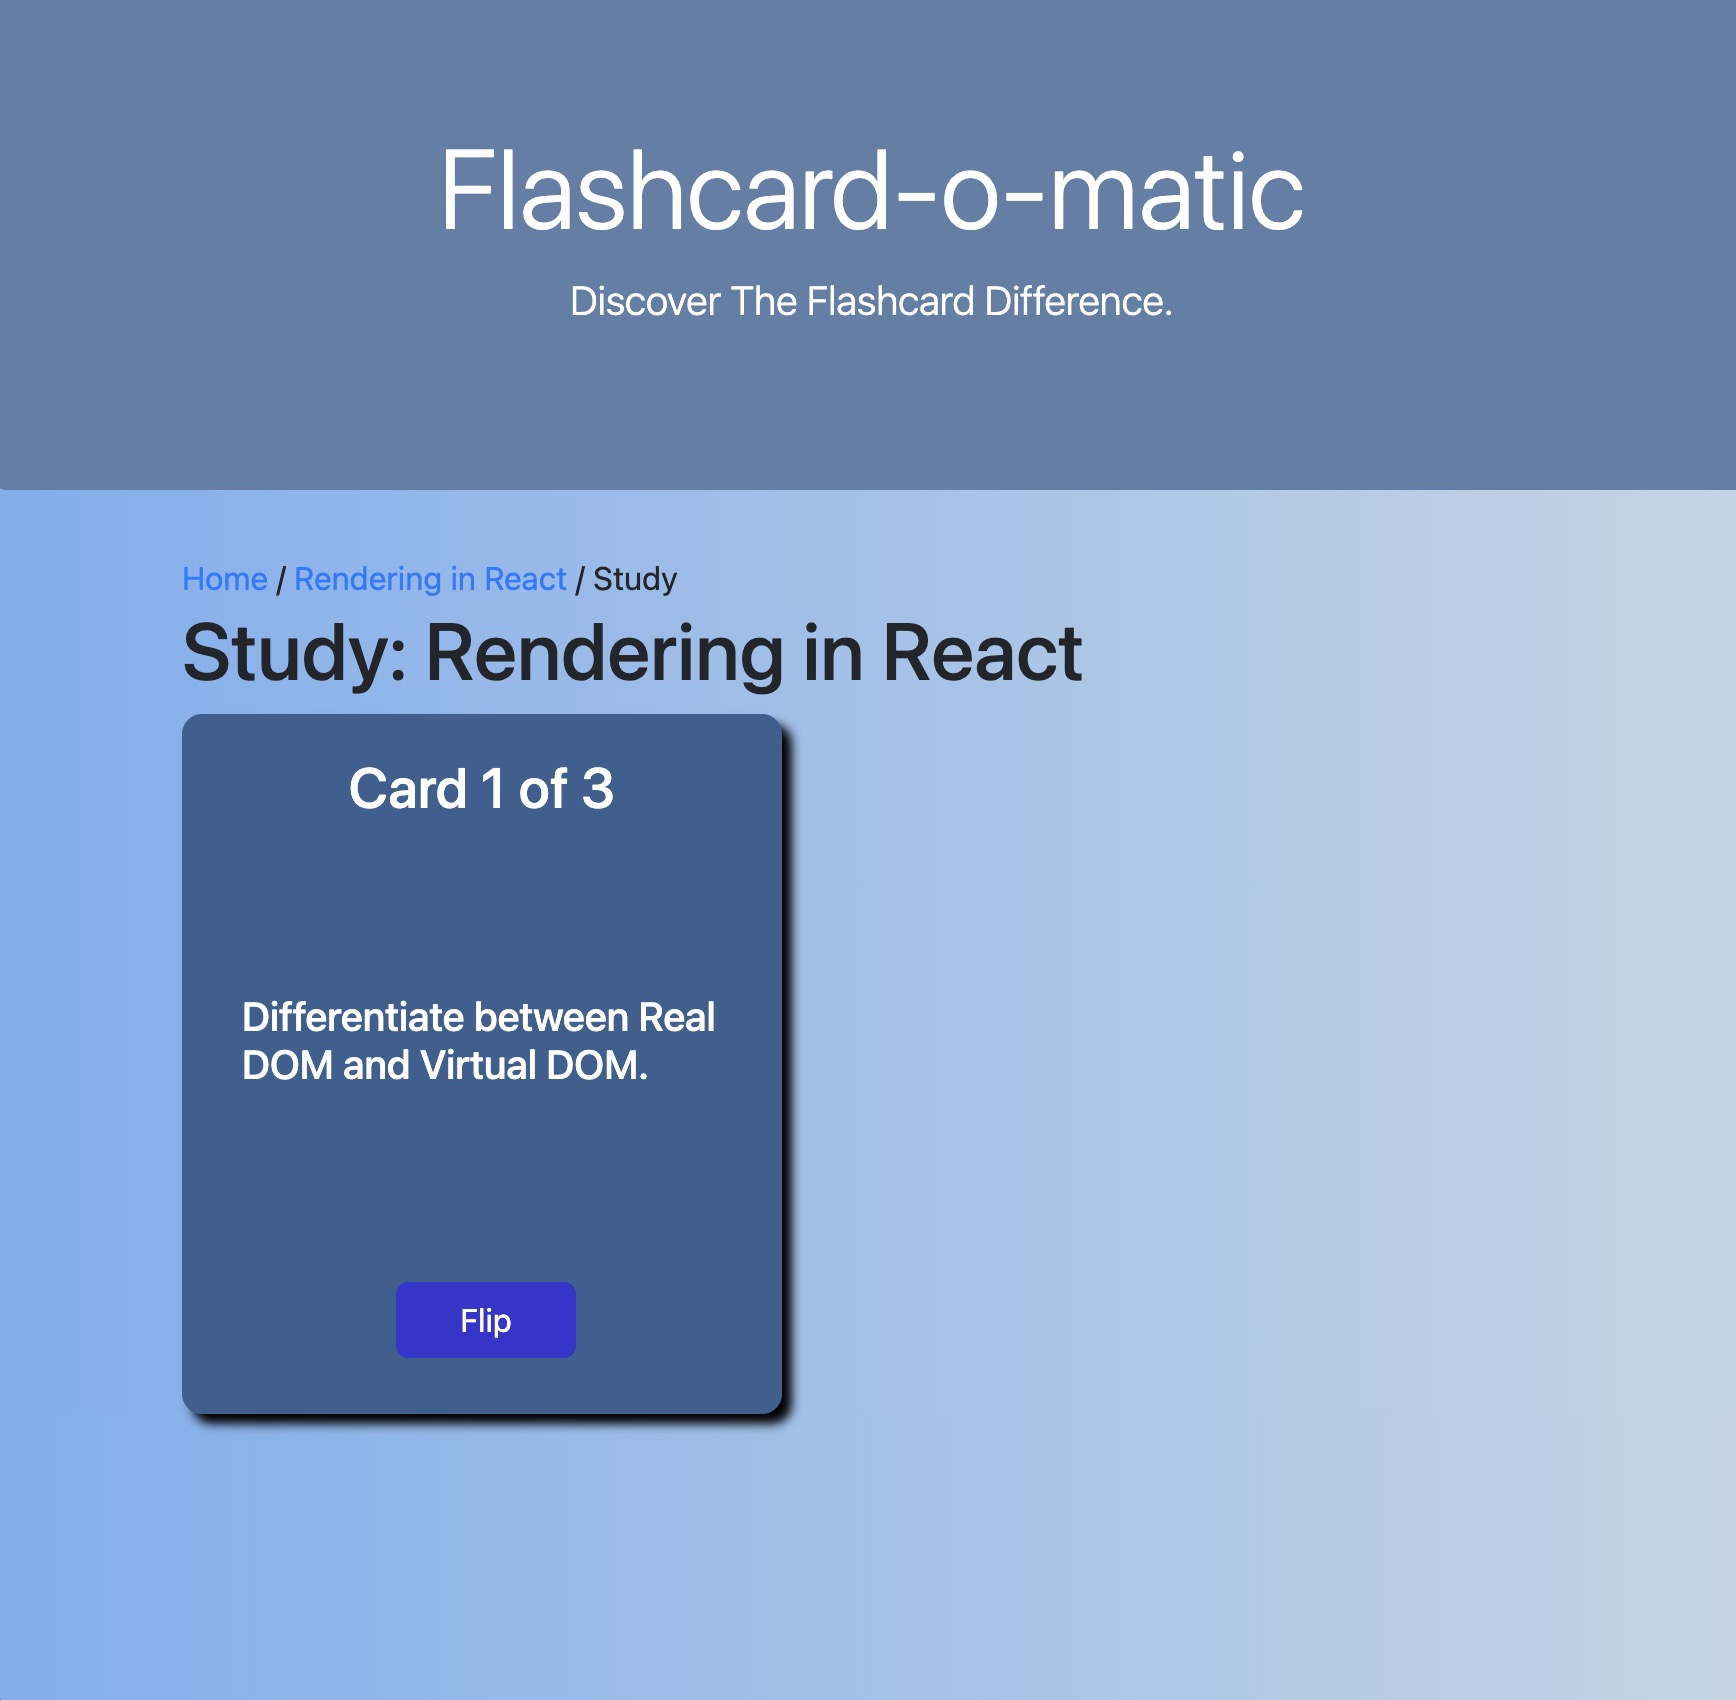 Flashcard-o-matic
Discover The Flashcard Difference.
Home / Rendering in React / Study
Study: Rendering in React
Card 1 of 3
Differentiate between Real
DOM and Virtual DOM.
Flip